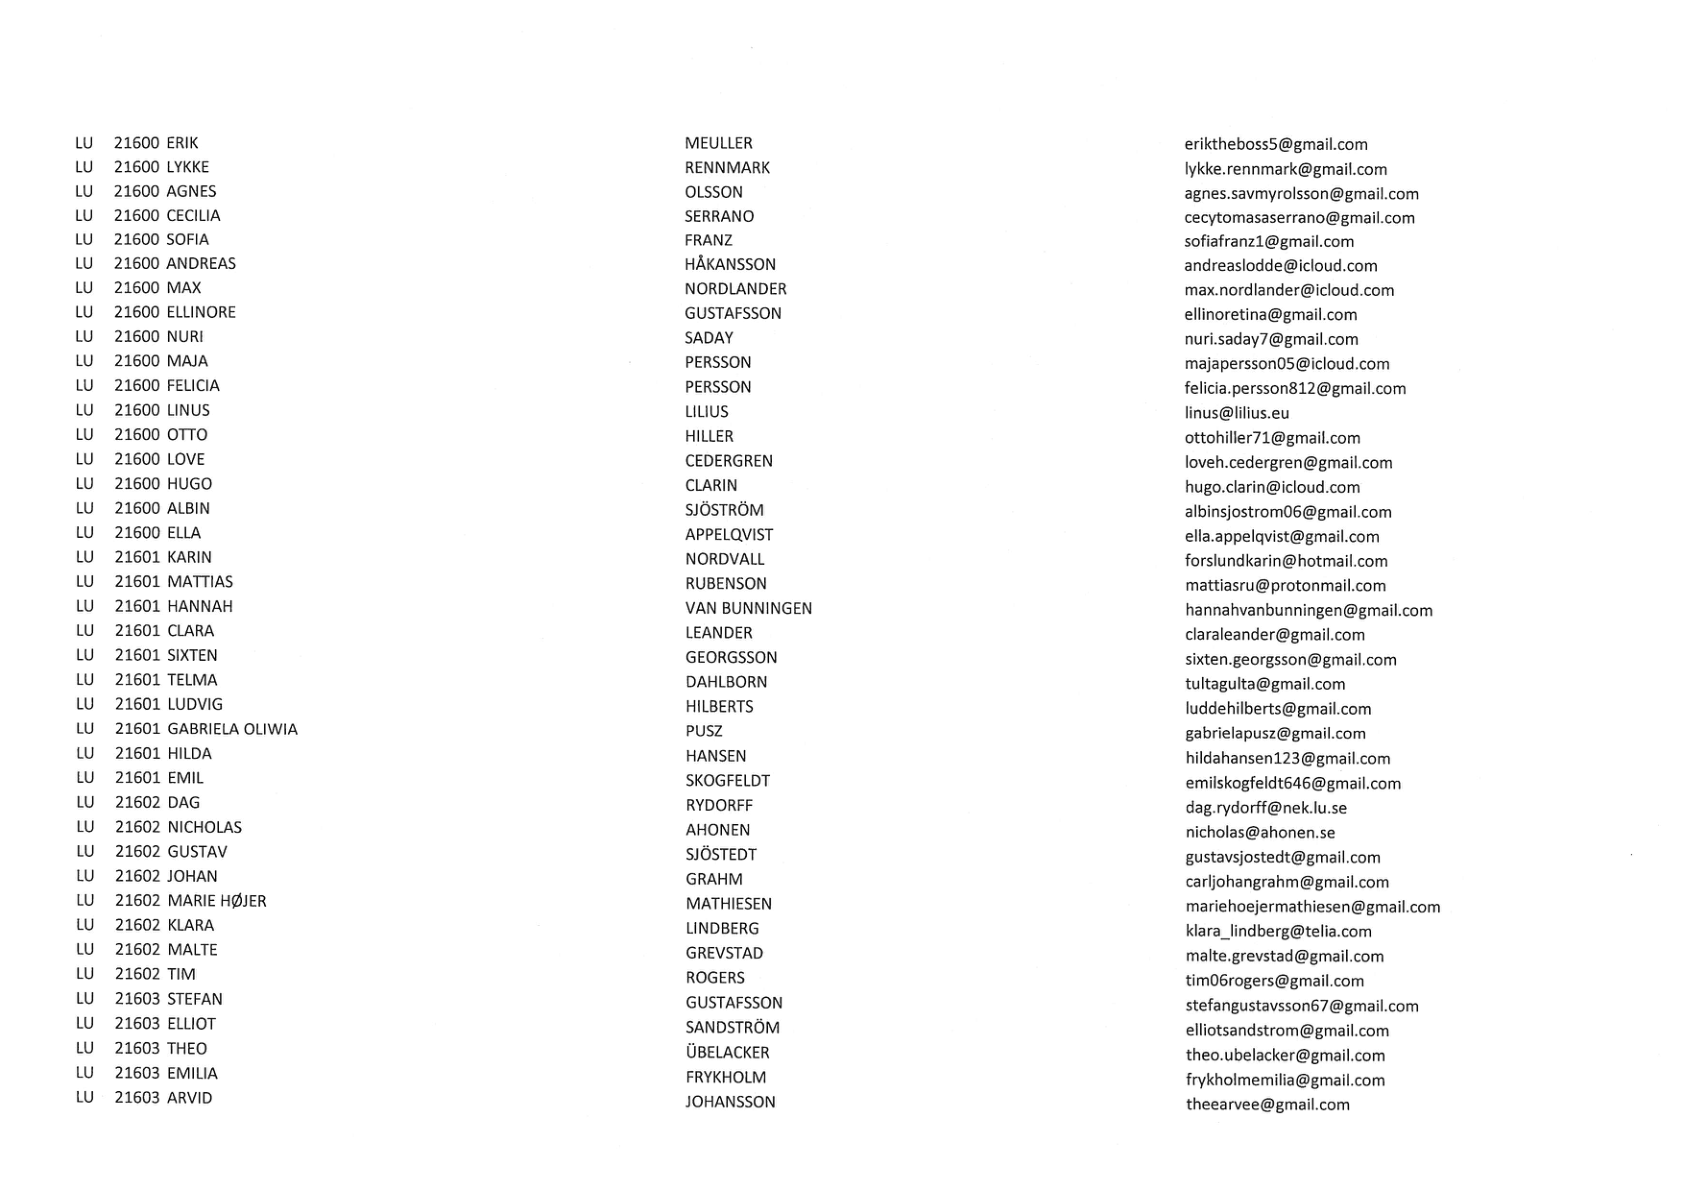 LU 21600 ERIK MEULLER eriktheboss5@gmail.com
LU 21600 LYKKE RENNMARK lykke.rennmark@gmail.com
LU 21600 AGNES OLSSON agnes.savmyrolsson@gmail.com
LU 21600 CECILIA SERRANO cecytomasaserrano@gmail.com
LU 21600 SOFIA FRANZ sofiafranz1@gmail.com
LU 21600 ANDREAS HÅKANSSON andreaslodde@icloud.com
LU 21600 MAX NORDLANDER max.nordlander@icloud.com
LU 21600 ELLINORE GUSTAFSSON ellinoretina@gmail.com
LU 21600 NURI SADAY nuri.saday7@gmail.com
LU 21600 MAJA PERSSON majapersson05@icloud.com
LU 21600 FELICIA PERSSON felicia.persson812@gmail.com
LU 21600 LINUS LILIUS linus@lilius.eu
LU 21600 OTTO HILLER ottohiller71@gmail.com
LU 21600 LOVE CEDERGREN loveh.cedergren@gmail.com
LU 21600 HUGO CLARIN hugo.clarin@icloud.com
LU 21600 ALBIN SJÖSTRÖM albinsjostrom06@gmail.com
LU 21600 ELLA APPELQVIST ella.appelqvist@gmail.com
LU 21601 KARIN NORDVALL forslundkarin@hotmail.com
LU 21601 MATTIAS RUBENSON mattiasru@protonmail.com
LU 21601 HANNAH VAN BUNNINGEN hannahvanbunningen@gmail.com
LU 21601 CLARA LEANDER claraleander@gmail.com
LU 21601 SIXTEN GEORGSSON sixten.georgsson@gmail.com
LU 21601 TELMA DAHLBORN tultagulta@gmail.com
LU 21601 LUDVIG HILBERTS luddehilberts@gmail.com
LU 21601 GABRIELA OLIWIA PUSZ gabrielapusz@gmail.com
LU 21601 HILDA HANSEN hildahansen123@gmail.com
LU 21601 EMIL SKOGFELDT emilskogfeldt646@gmail.com
LU 21602 DAG RYDORFF dag.rydorff@nek.lu.se
LU 21602 NICHOLAS AHONEN nicholas@ahonen.se
LU 21602 GUSTAV SJÖSTEDT gustavsjostedt@gmail.com
LU 21602 JOHAN GRAHM carljohangrahm@gmail.com
LU 21602 MARIE HØJER MATHIESEN mariehoejermathiesen@gmail.com
LU 21602 KLARA LINDBERG klara_lindberg@telia.com
LU 21602 MALTE GREVSTAD malte.grevstad@gmail.com
LU 21602 TIM ROGERS tim06rogers@gmail.com
LU 21603 STEFAN GUSTAFSSON stefangustavsson67@gmail.com
LU 21603 ELLIOT SANDSTRÖM elliotsandstrom@gmail.com
LU 21603 THEO ÜBELACKER theo.ubelacker@gmail.com
LU 21603 EMILIA FRYKHOLM frykholmemilia@gmail.com
LU 21603 ARVID JOHANSSON theearvee@gmail.com